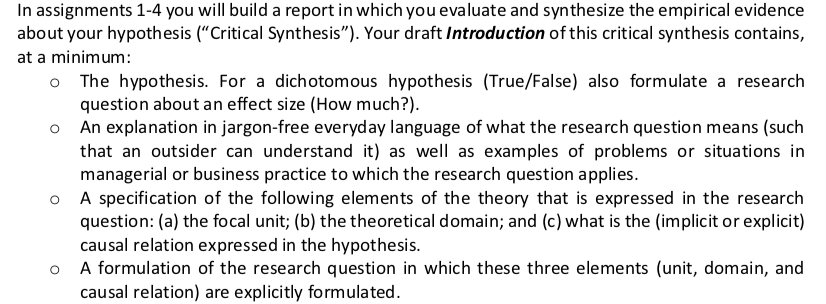 In assignments 1-4 you will build a report in which you evaluate and synthesize the empirical evidence
about your hypothesis (“Critical Synthesis”). Your draft Introduction of this critical synthesis contains,
at a minimum:
o The hypothesis. For a dichotomous hypothesis (True/False) also formulate a research
question about an effect size (How much?).
o An explanation in jargon-free everyday language of what the research question means (such
that an outsider can understand it) as well as examples of problems or situations in
managerial or business practice to which the research question applies.
o A specification of the following elements of the theory that is expressed in the research
question: (a) the focal unit; (b) the theoretical domain; and (c) what is the (implicit or explicit)
causal relation expressed in the hypothesis.
o A formulation of the research question in which these three elements (unit, domain, and
causal relation) are explicitly formulated.